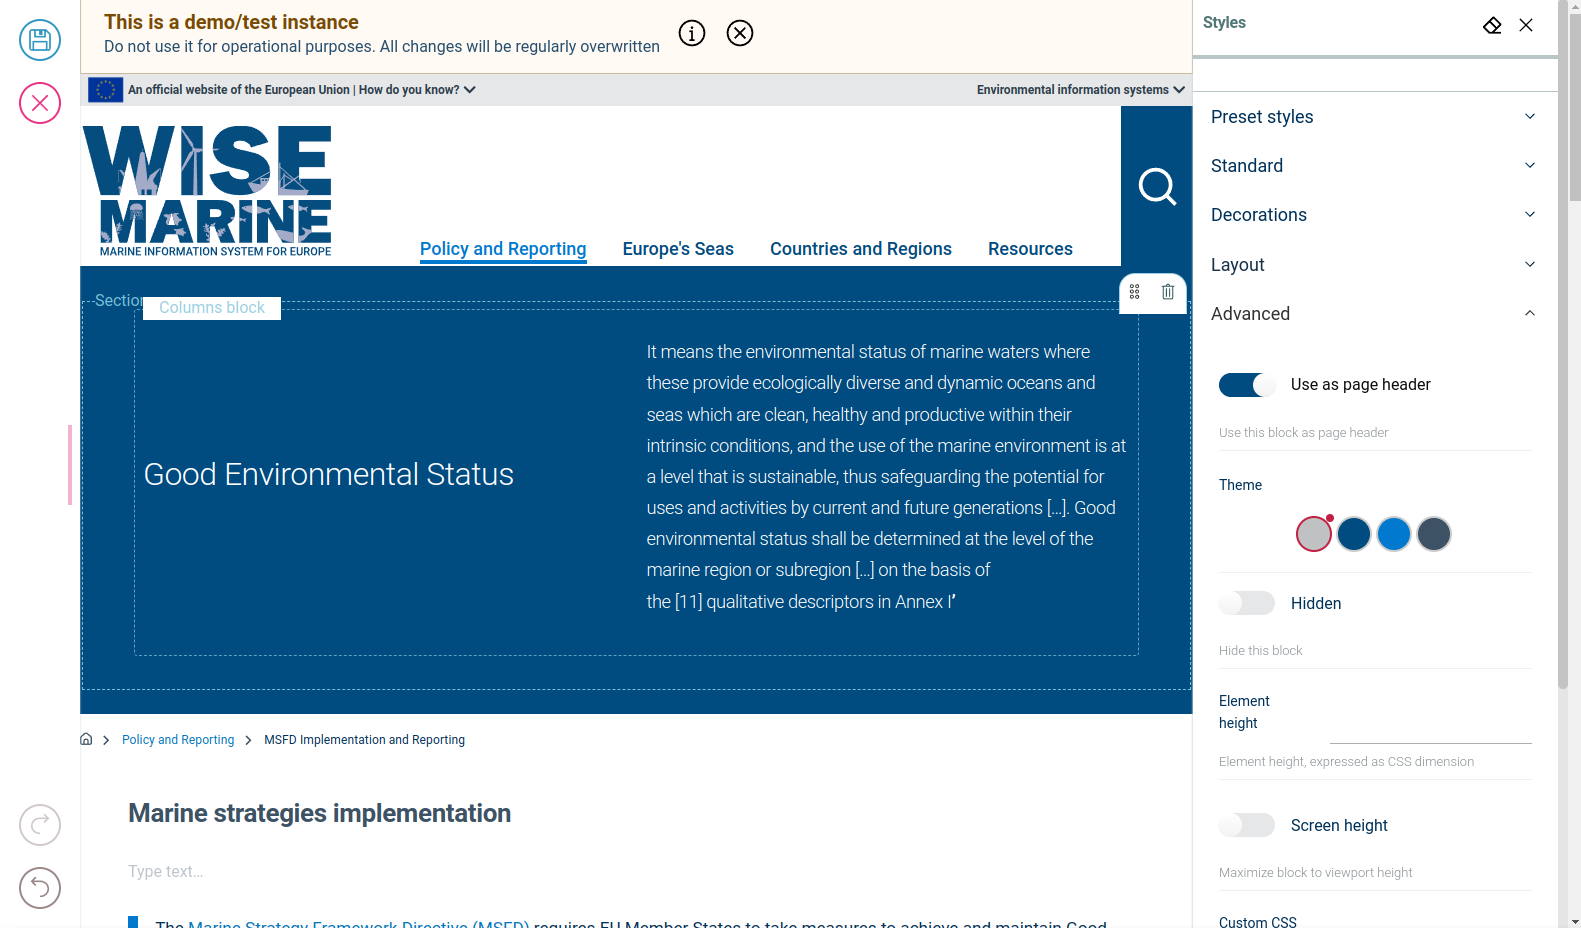 This is a demo/test instance
Do not use it for operational purposes. All changes will be regularly overwritten
An official website of the European Union | How do you know?
Environmental information systems
WISE
MARINE
MARINE INFORMATION SYSTEM FOR EUROPE
Policy and Reporting
Europe's Seas
Countries and Regions
Resources
Section
Columns block
Good Environmental Status
It means the environmental status of marine waters where
these provide ecologically diverse and dynamic oceans and
seas which are clean, healthy and productive within their
intrinsic conditions, and the use of the marine environment is at
a level that is sustainable, thus safeguarding the potential for
uses and activities by current and future generations [...]. Good
environmental status shall be determined at the level of the
marine region or subregion [...] on the basis of
the [11] qualitative descriptors in Annex I’
Policy and Reporting
MSFD Implementation and Reporting
Marine strategies implementation
Type text…
The Marine Strategy Framework Directive (MSFD) requires EU Member States to take measures to achieve and maintain Good
Styles
Preset styles
Standard
Decorations
Layout
Advanced
Use as page header
Use this block as page header
Theme
Hidden
Hide this block
Element
height
Element height, expressed as CSS dimension
Screen height
Maximize block to viewport height
Custom CSS